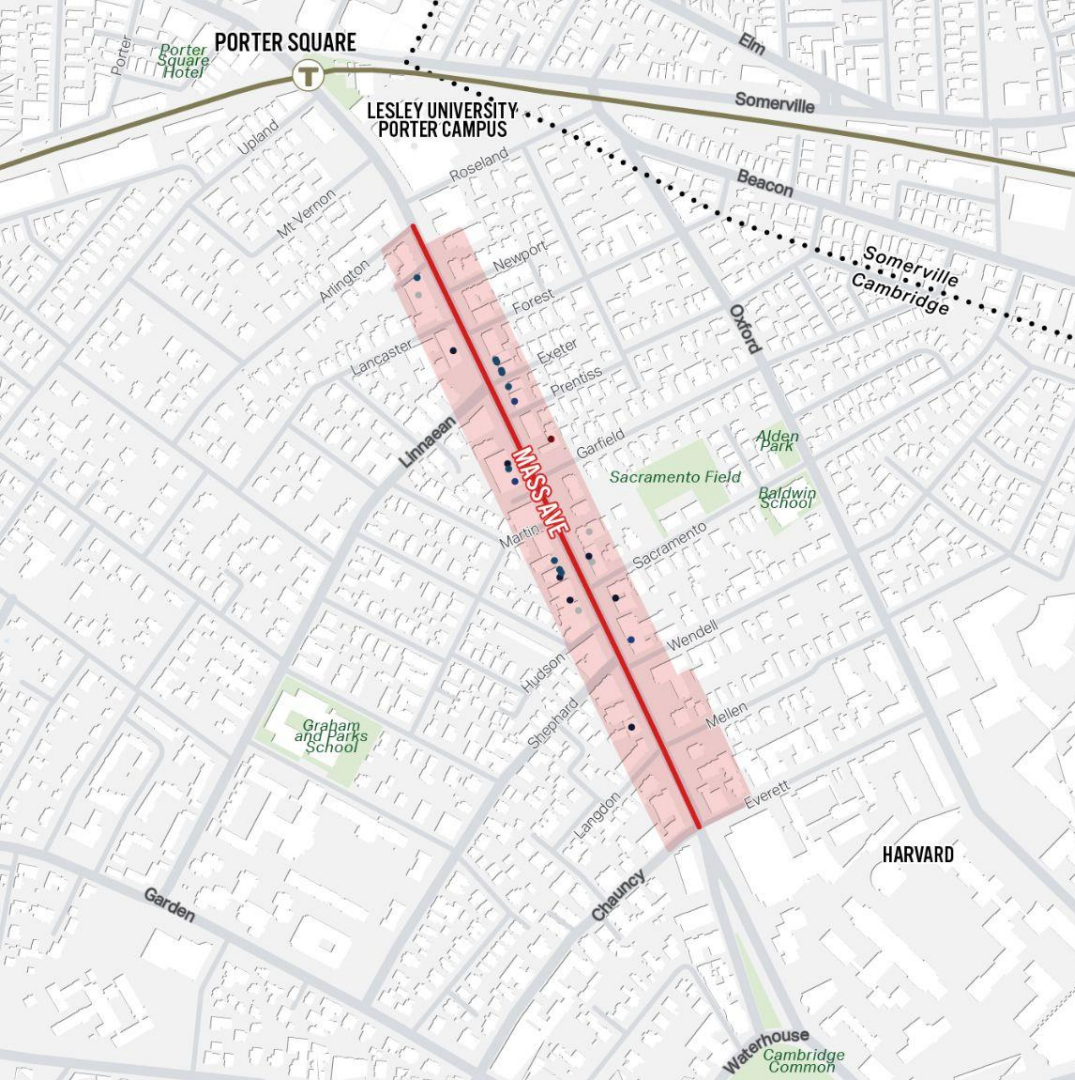 Elm
PORTER SQUARE
Porter
Porter
Square
Hotel
T
Somerville
LESLEY UNIVERSITY
PORTER CAMPUS
Upland
Roseland
Beacon
Mt Vernon
Newport
Somerville
Cambridge
Arlington
Forest
Oxford
Lancaster
Exeter
Prentiss
Linnaean
Garfield
Alden
Park
MASS AVE
Sacramento Field
Baldwin
School
Martin
Sacramento
Wendell
Hudson
Shephard
Mellen
Graham
and Parks
School
Everett
Langdon
HARVARD
Chauncy
Garden
Waterhouse
Cambridge
Common